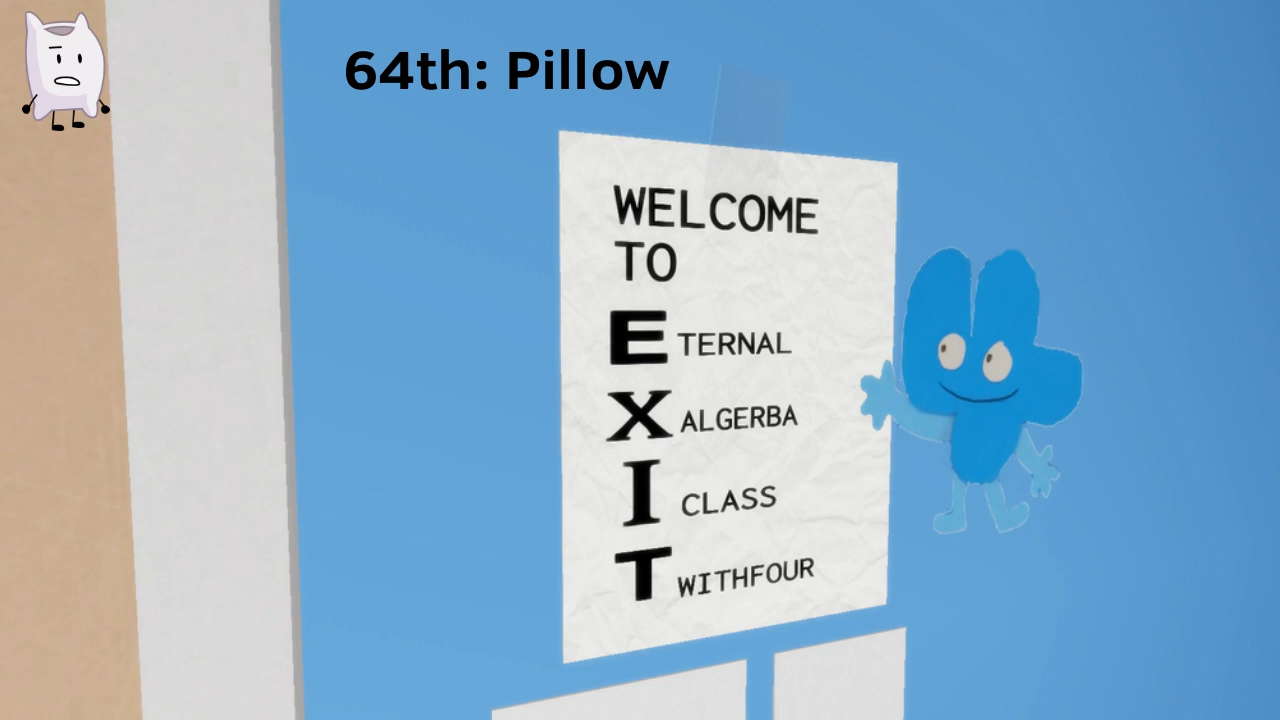 64th: Pillow
WELCOME
TO
ETERNAL
XALGERBA
ICLASS
TWITHFOUR